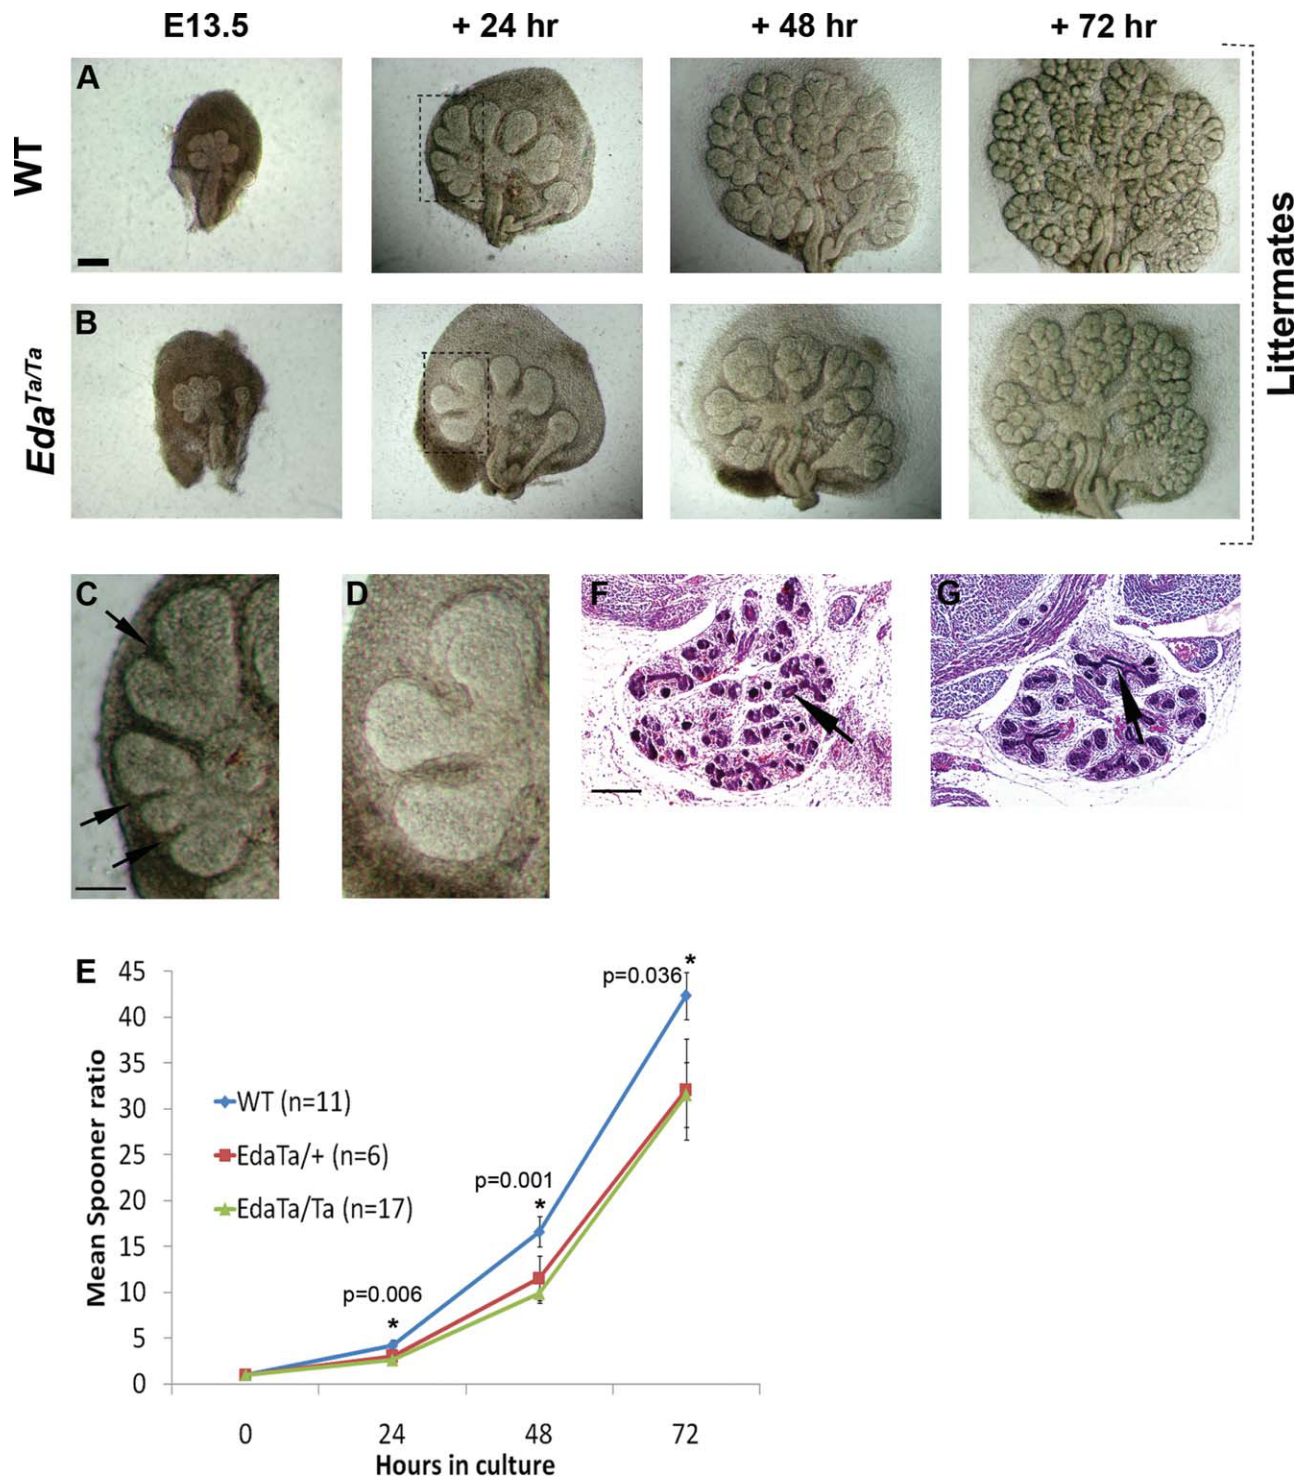 E13.5 + 24 hr + 48 hr + 72 hr
A
WT
B
Eda Ta/Ta
Littermates
C
D
F
G
E
45
40
35
30
25
20
15
10
5
0
Mean Spooner ratio
p=0.036
*
WT (n=11)
EdaTa/+ (n=6)
EdaTa/Ta (n=17)
p=0.001
*
p=0.006
*
0 24 48 72
Hours in culture